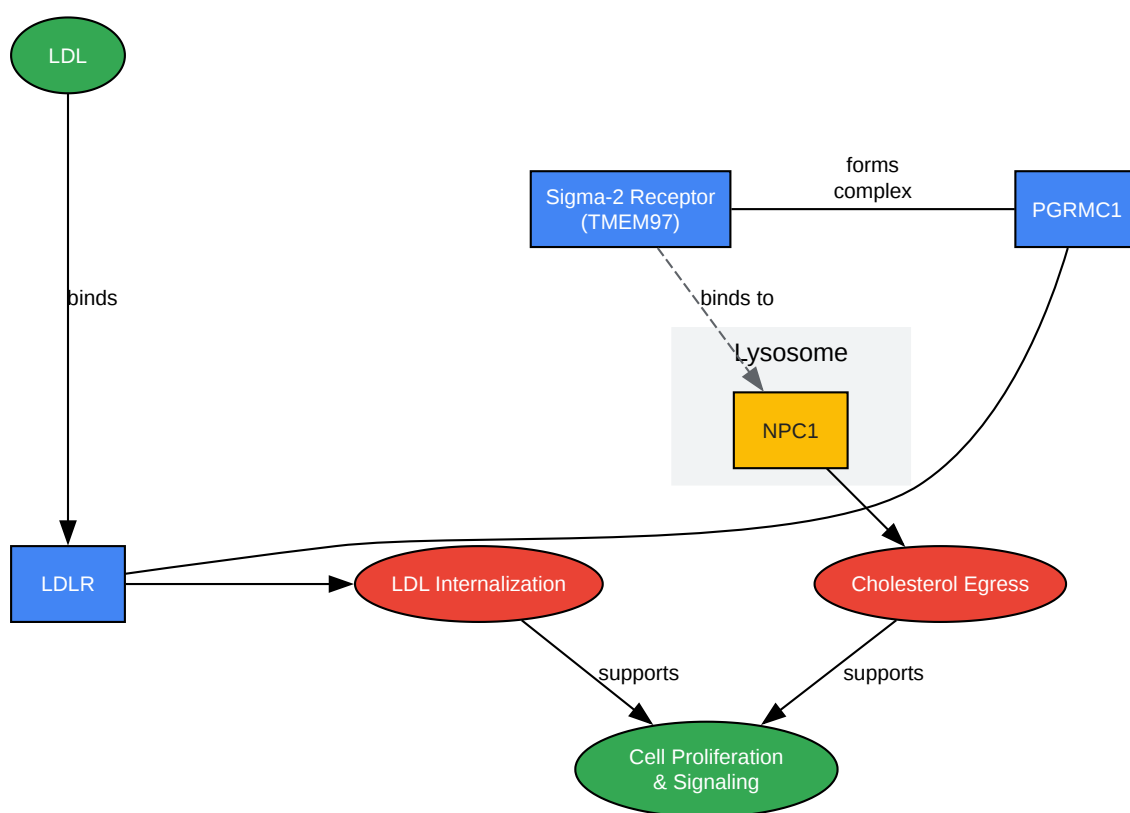 LDL
forms
complex
Sigma-2 Receptor
(TMEM97)
PGRMC1
binds
binds to
Lysosome
NPC1
LDLR
LDL Internalization
Cholesterol Egress
supports
supports
Cell Proliferation
& Signaling